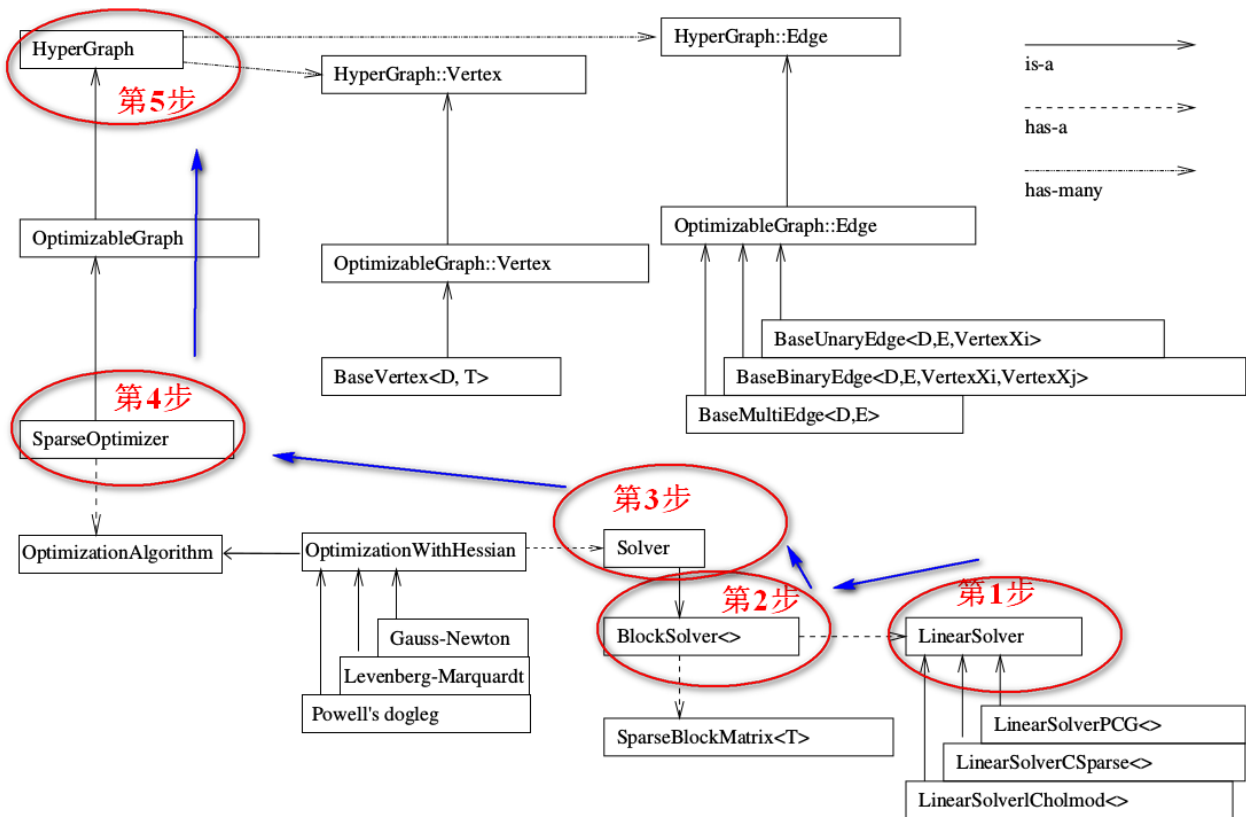 HyperGraph
第5步
HyperGraph::Edge
HyperGraph::Vertex
is-a
has-a
has-many
OptimizableGraph
OptimizableGraph::Edge
OptimizableGraph::Vertex
BaseUnaryEdge<D,E,VertexXi>
BaseVertex<D, T>
BaseBinaryEdge<D,E,VertexXi,VertexXj>
BaseMultiEdge<D,E>
第4步
SparseOptimizer
第3步
OptimizationAlgorithm
OptimizationWithHessian
Solver
第2步
第1步
Gauss-Newton
BlockSolver<>
LinearSolver
Levenberg-Marquardt
Powell's dogleg
SparseBlockMatrix<T>
LinearSolverPCG<>
LinearSolverCSparse<>
LinearSolverlCholmod<>